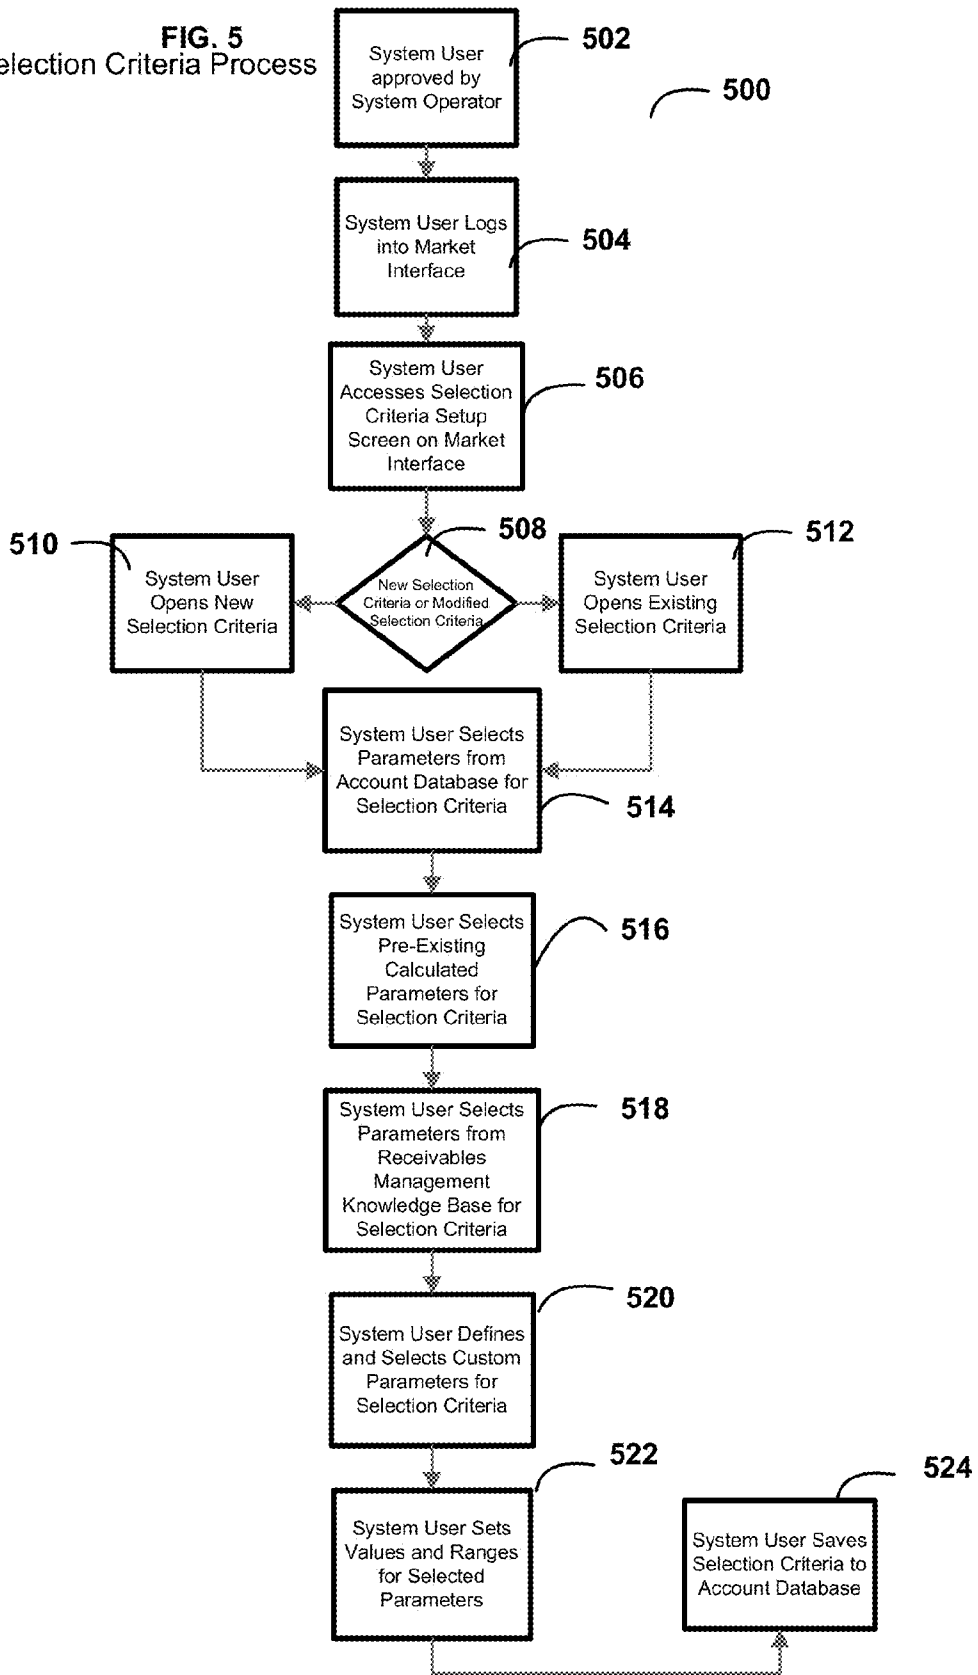 FIG. 5
election Criteria Process
System User
approved by
System Operator
502
500
System User Logs
into Market
Interface
504
System User
Accesses Selection
Criteria Setup
Screen on Market
Interface
506
508
New Selection
Criteria or Modified
Selection Criteria
510
System User
Opens New
Selection Criteria
512
System User
Opens Existing
Selection Criteria
System User Selects
Parameters from
Account Database for
Selection Criteria
514
System User Selects
Pre-Existing
Calculated
Parameters for
Selection Criteria
516
System User Selects
Parameters from
Receivables
Management
Knowledge Base for
Selection Criteria
518
System User Defines
and Selects Custom
Parameters for
Selection Criteria
520
System User Sets
Values and Ranges
for Selected
Parameters
522
System User Saves
Selection Criteria to
Account Database
524